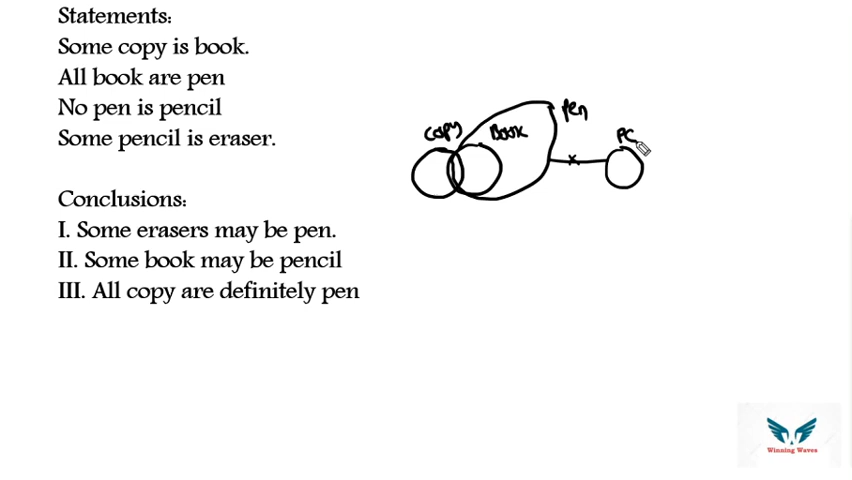 Statements:
Some copy is book.
All book are pen
No pen is pencil
Some pencil is eraser.
Conclusions:
I. Some erasers may be pen.
II. Some book may be pencil
III. All copy are definitely pen
Copy
Book
Pen
PC
Winning Waves